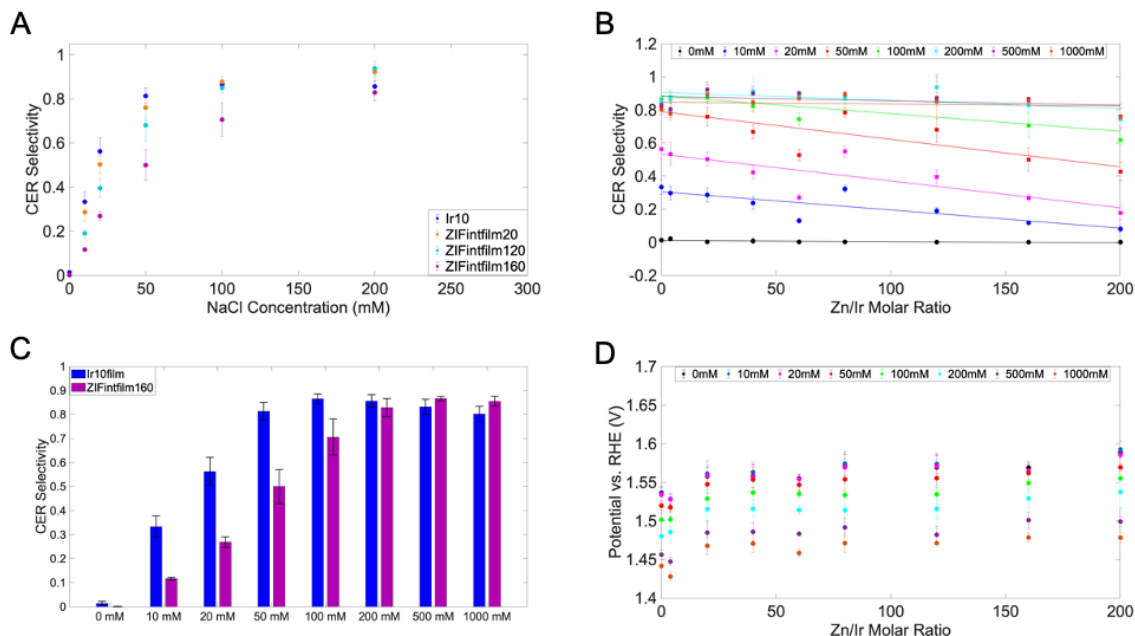 A
CER Selectivity
1
0.8
0.6
0.4
0.2
0
0 50 100 150 200 250 300
NaCl Concentration (mM)
Ir10
ZIFintfilm20
ZIFintfilm120
ZIFintfilm160
B
CER Selectivity
1.2
1
0.8
0.6
0.4
0.2
0
-0.2
0mM 10mM 20mM 50mM 100mM 200mM 500mM 1000mM
0 50 100 150 200
Zn/Ir Molar Ratio
C
CER Selectivity
1
0.9
0.8
0.7
0.6
0.5
0.4
0.3
0.2
0.1
0
Ir10film
ZIFintfilm160
0 mM 10 mM 20 mM 50 mM 100 mM 200 mM 500 mM 1000 mM
D
Potential vs. RHE (V)
1.7
1.65
1.6
1.55
1.5
1.45
1.4
0mM 10mM 20mM 50mM 100mM 200mM 500mM 1000mM
0 50 100 150 200
Zn/Ir Molar Ratio